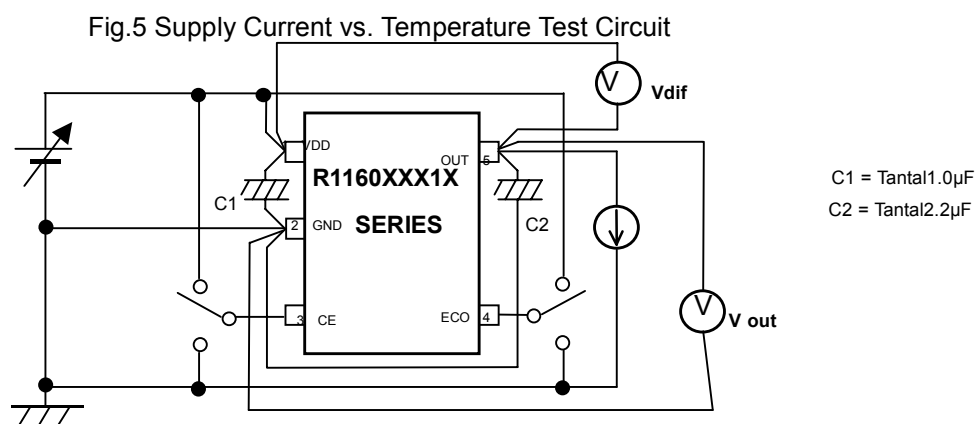 Fig.5 Supply Current vs. Temperature Test Circuit
V
Vdif
VDD
OUT
5
R1160XXX1X
C1
C1 = Tantal1.0µF
2
GND
SERIES
C2
C2 = Tantal2.2µF
3
CE
ECO
4
V
V out